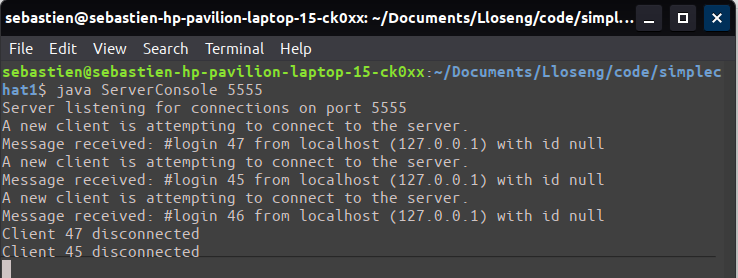 sebastien@sebastien-hp-pavilion-laptop-15-ck0xx: ~/Documents/Lloseng/code/simpl…
File Edit View Search Terminal Help
sebastien@sebastien-hp-pavilion-laptop-15-ck0xx:~/Documents/Lloseng/code/simplec
hat1$ java ServerConsole 5555
Server listening for connections on port 5555
A new client is attempting to connect to the server.
Message received: #login 47 from localhost (127.0.0.1) with id null
A new client is attempting to connect to the server.
Message received: #login 45 from localhost (127.0.0.1) with id null
A new client is attempting to connect to the server.
Message received: #login 46 from localhost (127.0.0.1) with id null
Client 47 disconnected
Client 45 disconnected